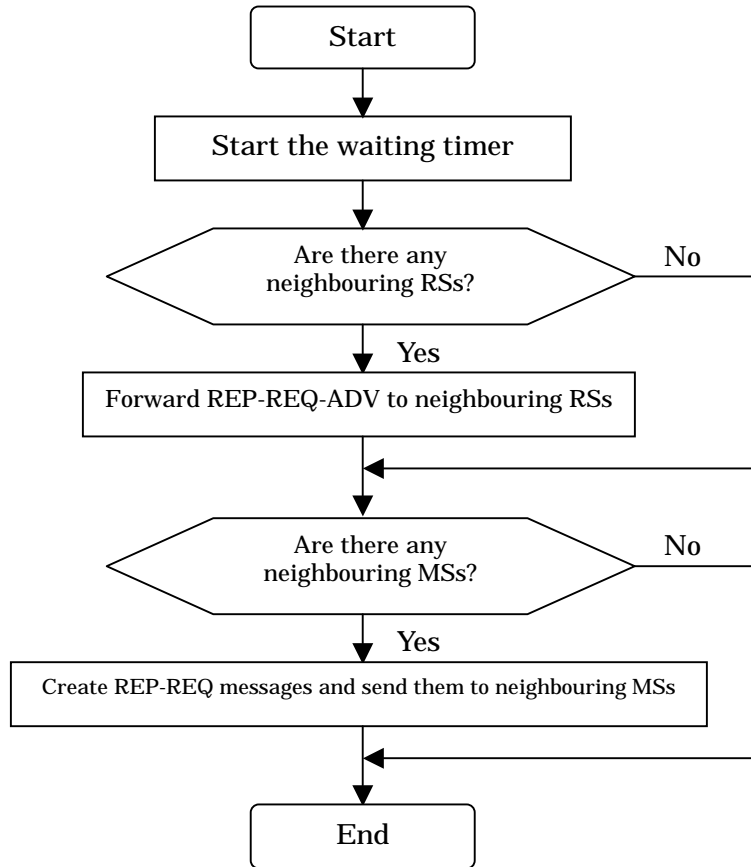 Start
Start the waiting timer
Are there any
neighbouring RSs?
No
Yes
Forward REP-REQ-ADV to neighbouring RSs
Are there any
neighbouring MSs?
No
Yes
Create REP-REQ messages and send them to neighbouring MSs
End